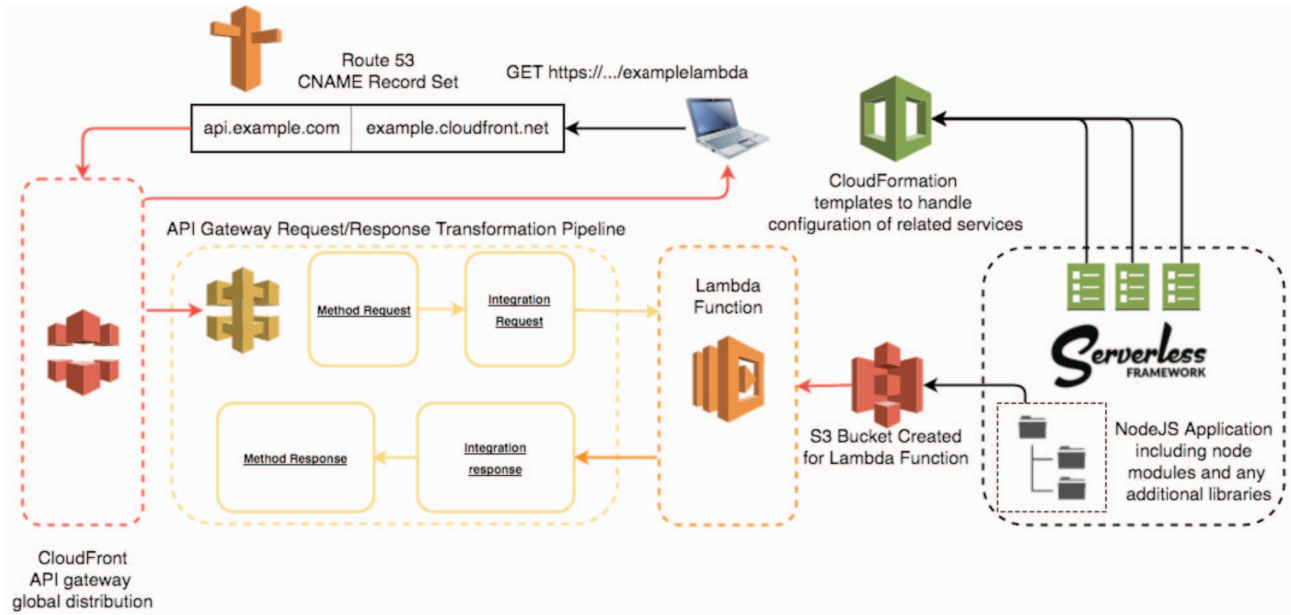 Route 53
CNAME Record Set
GET https://.../examplelambda
api.example.com
example.cloudfront.net
CloudFormation
templates to handle
configuration of related services
API Gateway Request/Response Transformation Pipeline
Method Request
Integration
Request
Lambda
Function
Serverless
FRAMEWORK
Method Response
Integration
response
S3 Bucket Created
for Lambda Function
NodeJS Application
including node
modules and any
additional libraries
CloudFront
API gateway
global distribution